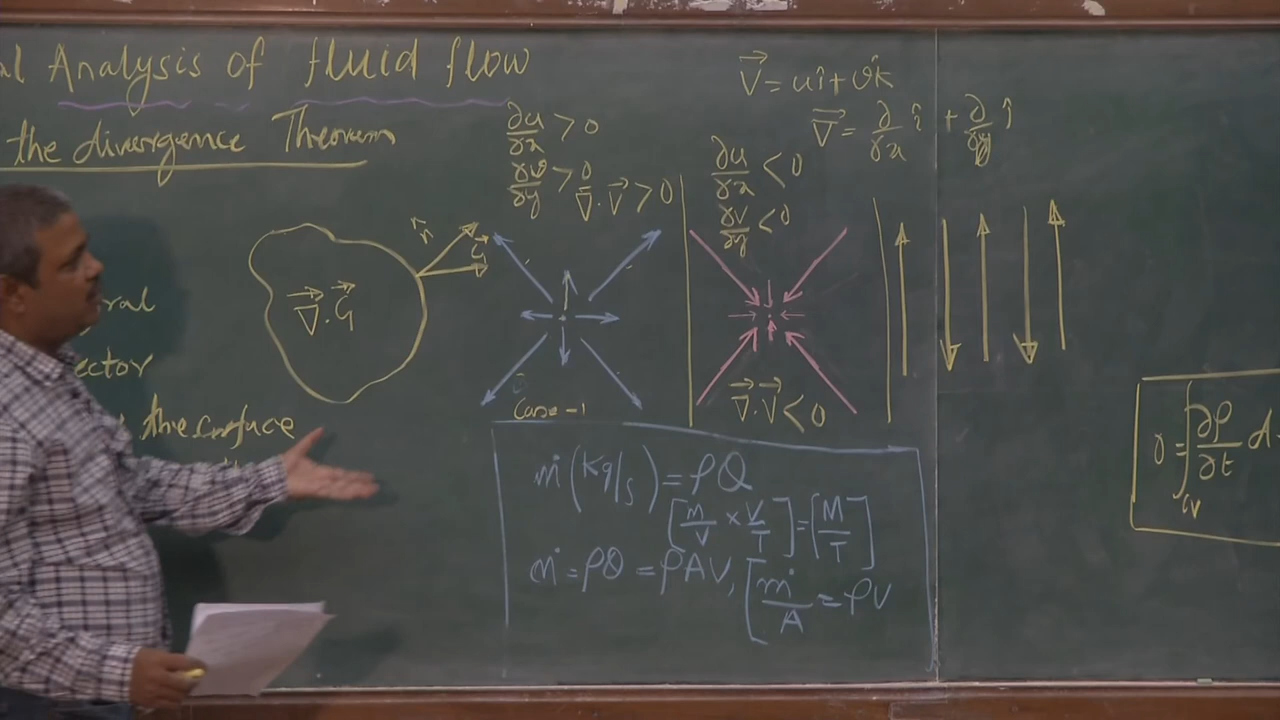 al Analysis of fluid flow
the divergence Theorem
ral
ector
the surface
∇⃗.G⃗
n̂
G⃗
∂u/∂x > 0
∂v/∂y > 0
∇⃗.V⃗ > 0
Case-1
∂u/∂x < 0
∂v/∂y < 0
∇⃗.V⃗ < 0
V⃗ = uî + vk̂
∇⃗ = ∂/∂x î + ∂/∂y ĵ
ṁ (Kg/s) = ρQ
[m/V × V/T] = [M/T]
ṁ = ρQ = ρAV, [ṁ/A = ρV
0 = ∫ ∂ρ/∂t d
CV